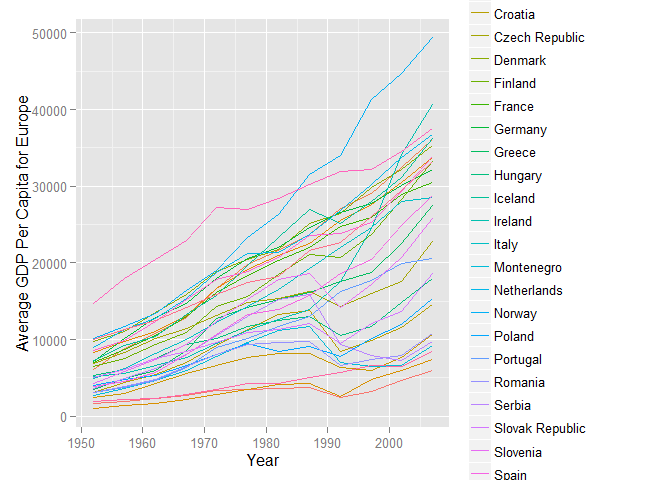 Average GDP Per Capita for Europe
50000
40000
30000
20000
10000
0
1950
1960
1970
1980
1990
2000
Year
Croatia
Czech Republic
Denmark
Finland
France
Germany
Greece
Hungary
Iceland
Ireland
Italy
Montenegro
Netherlands
Norway
Poland
Portugal
Romania
Serbia
Slovak Republic
Slovenia
Spain